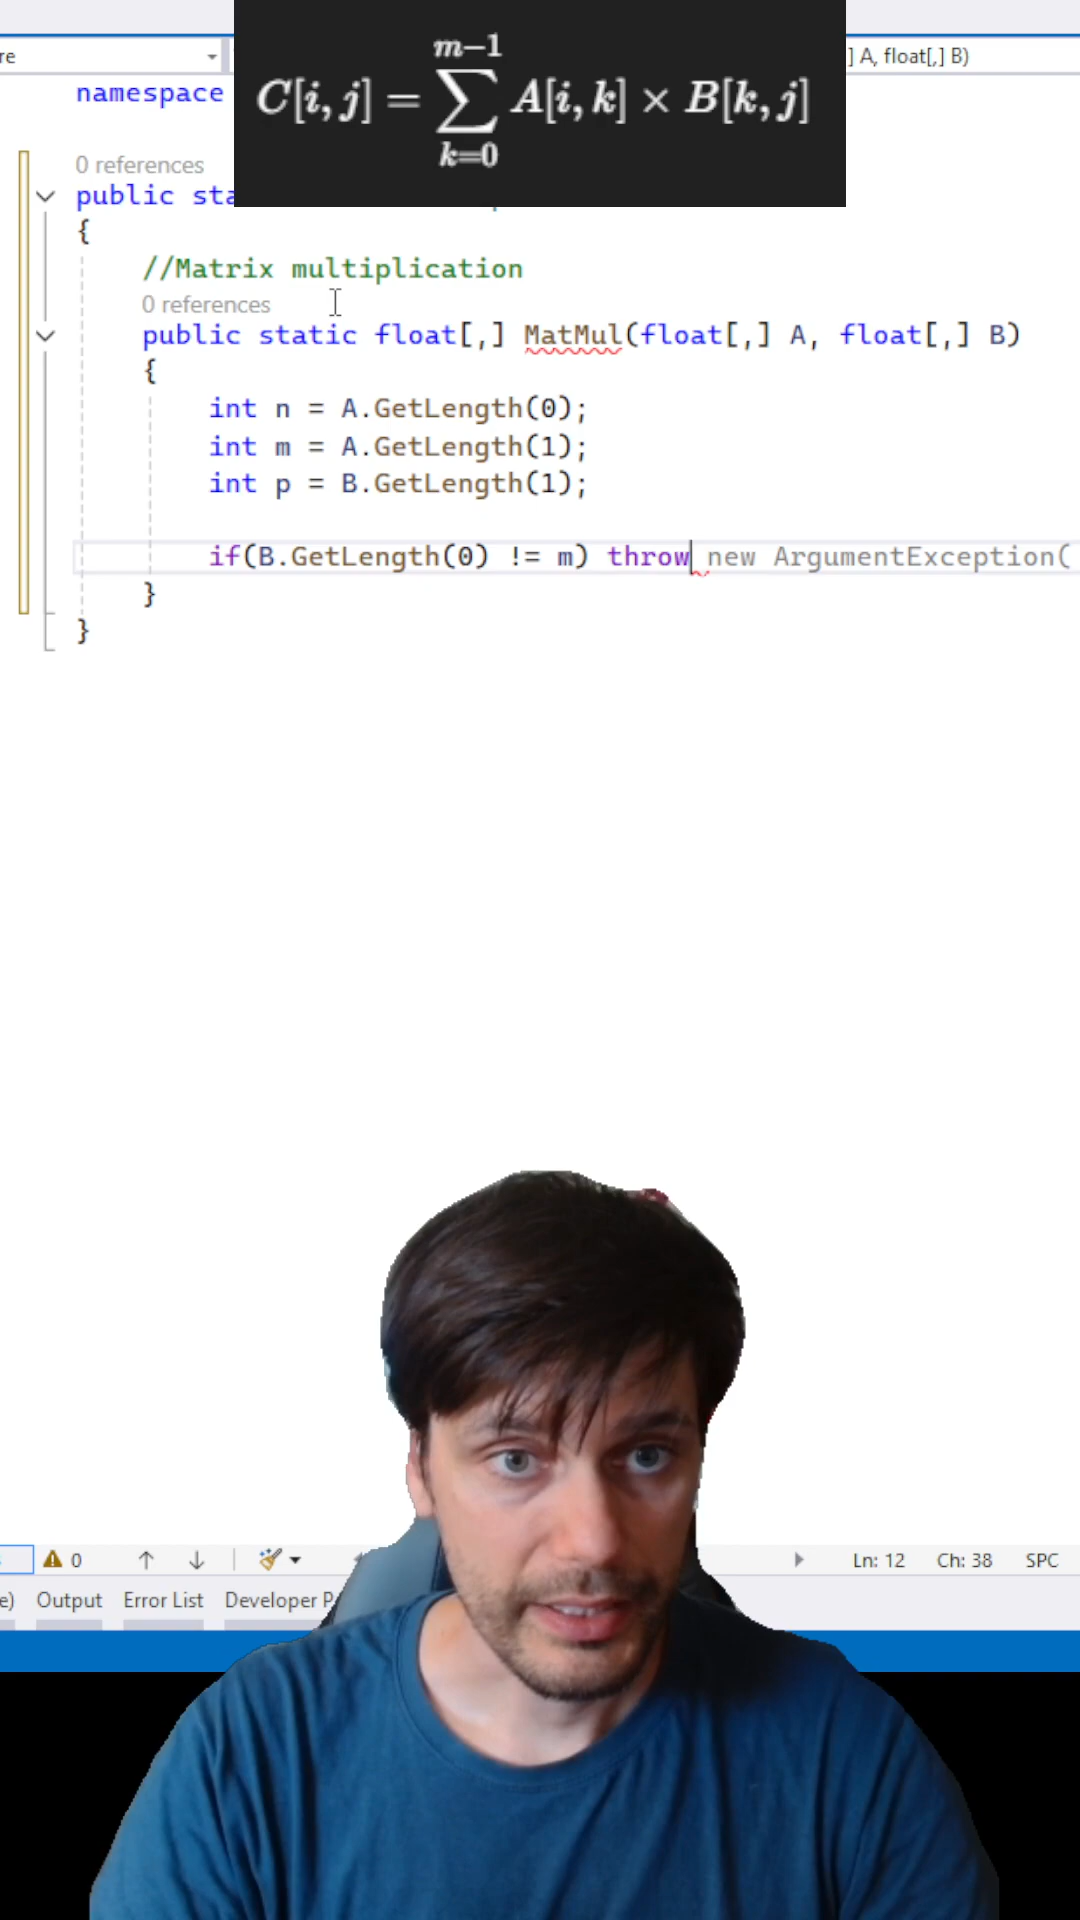 re
] A, float[,] B)
C[i, j] = m−1 ∑ k=0 A[i, k] × B[k, j]
namespace
0 references
public sta
{
//Matrix multiplication
0 references
public static float[,] MatMul(float[,] A, float[,] B)
{
int n = A.GetLength(0);
int m = A.GetLength(1);
int p = B.GetLength(1);
if(B.GetLength(0) != m) throw new ArgumentException(
}
}
0
Ln: 12 Ch: 38 SPC
e) Output Error List Developer P